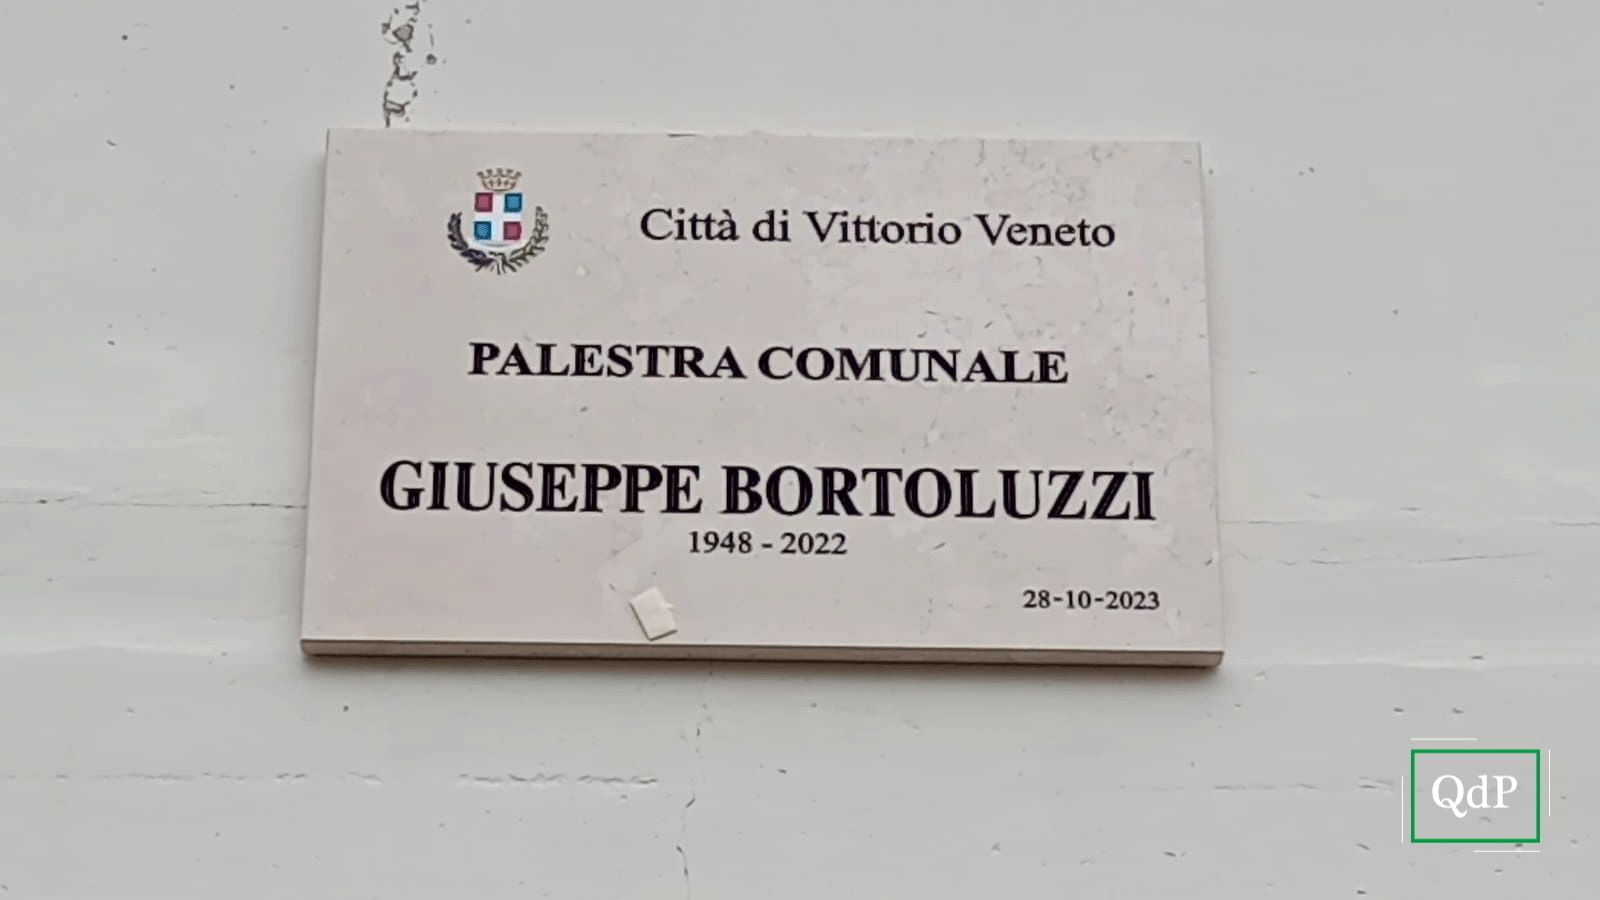 Città di Vittorio Veneto
PALESTRA COMUNALE
GIUSEPPE BORTOLUZZI
1948 - 2022
28-10-2023
QdP